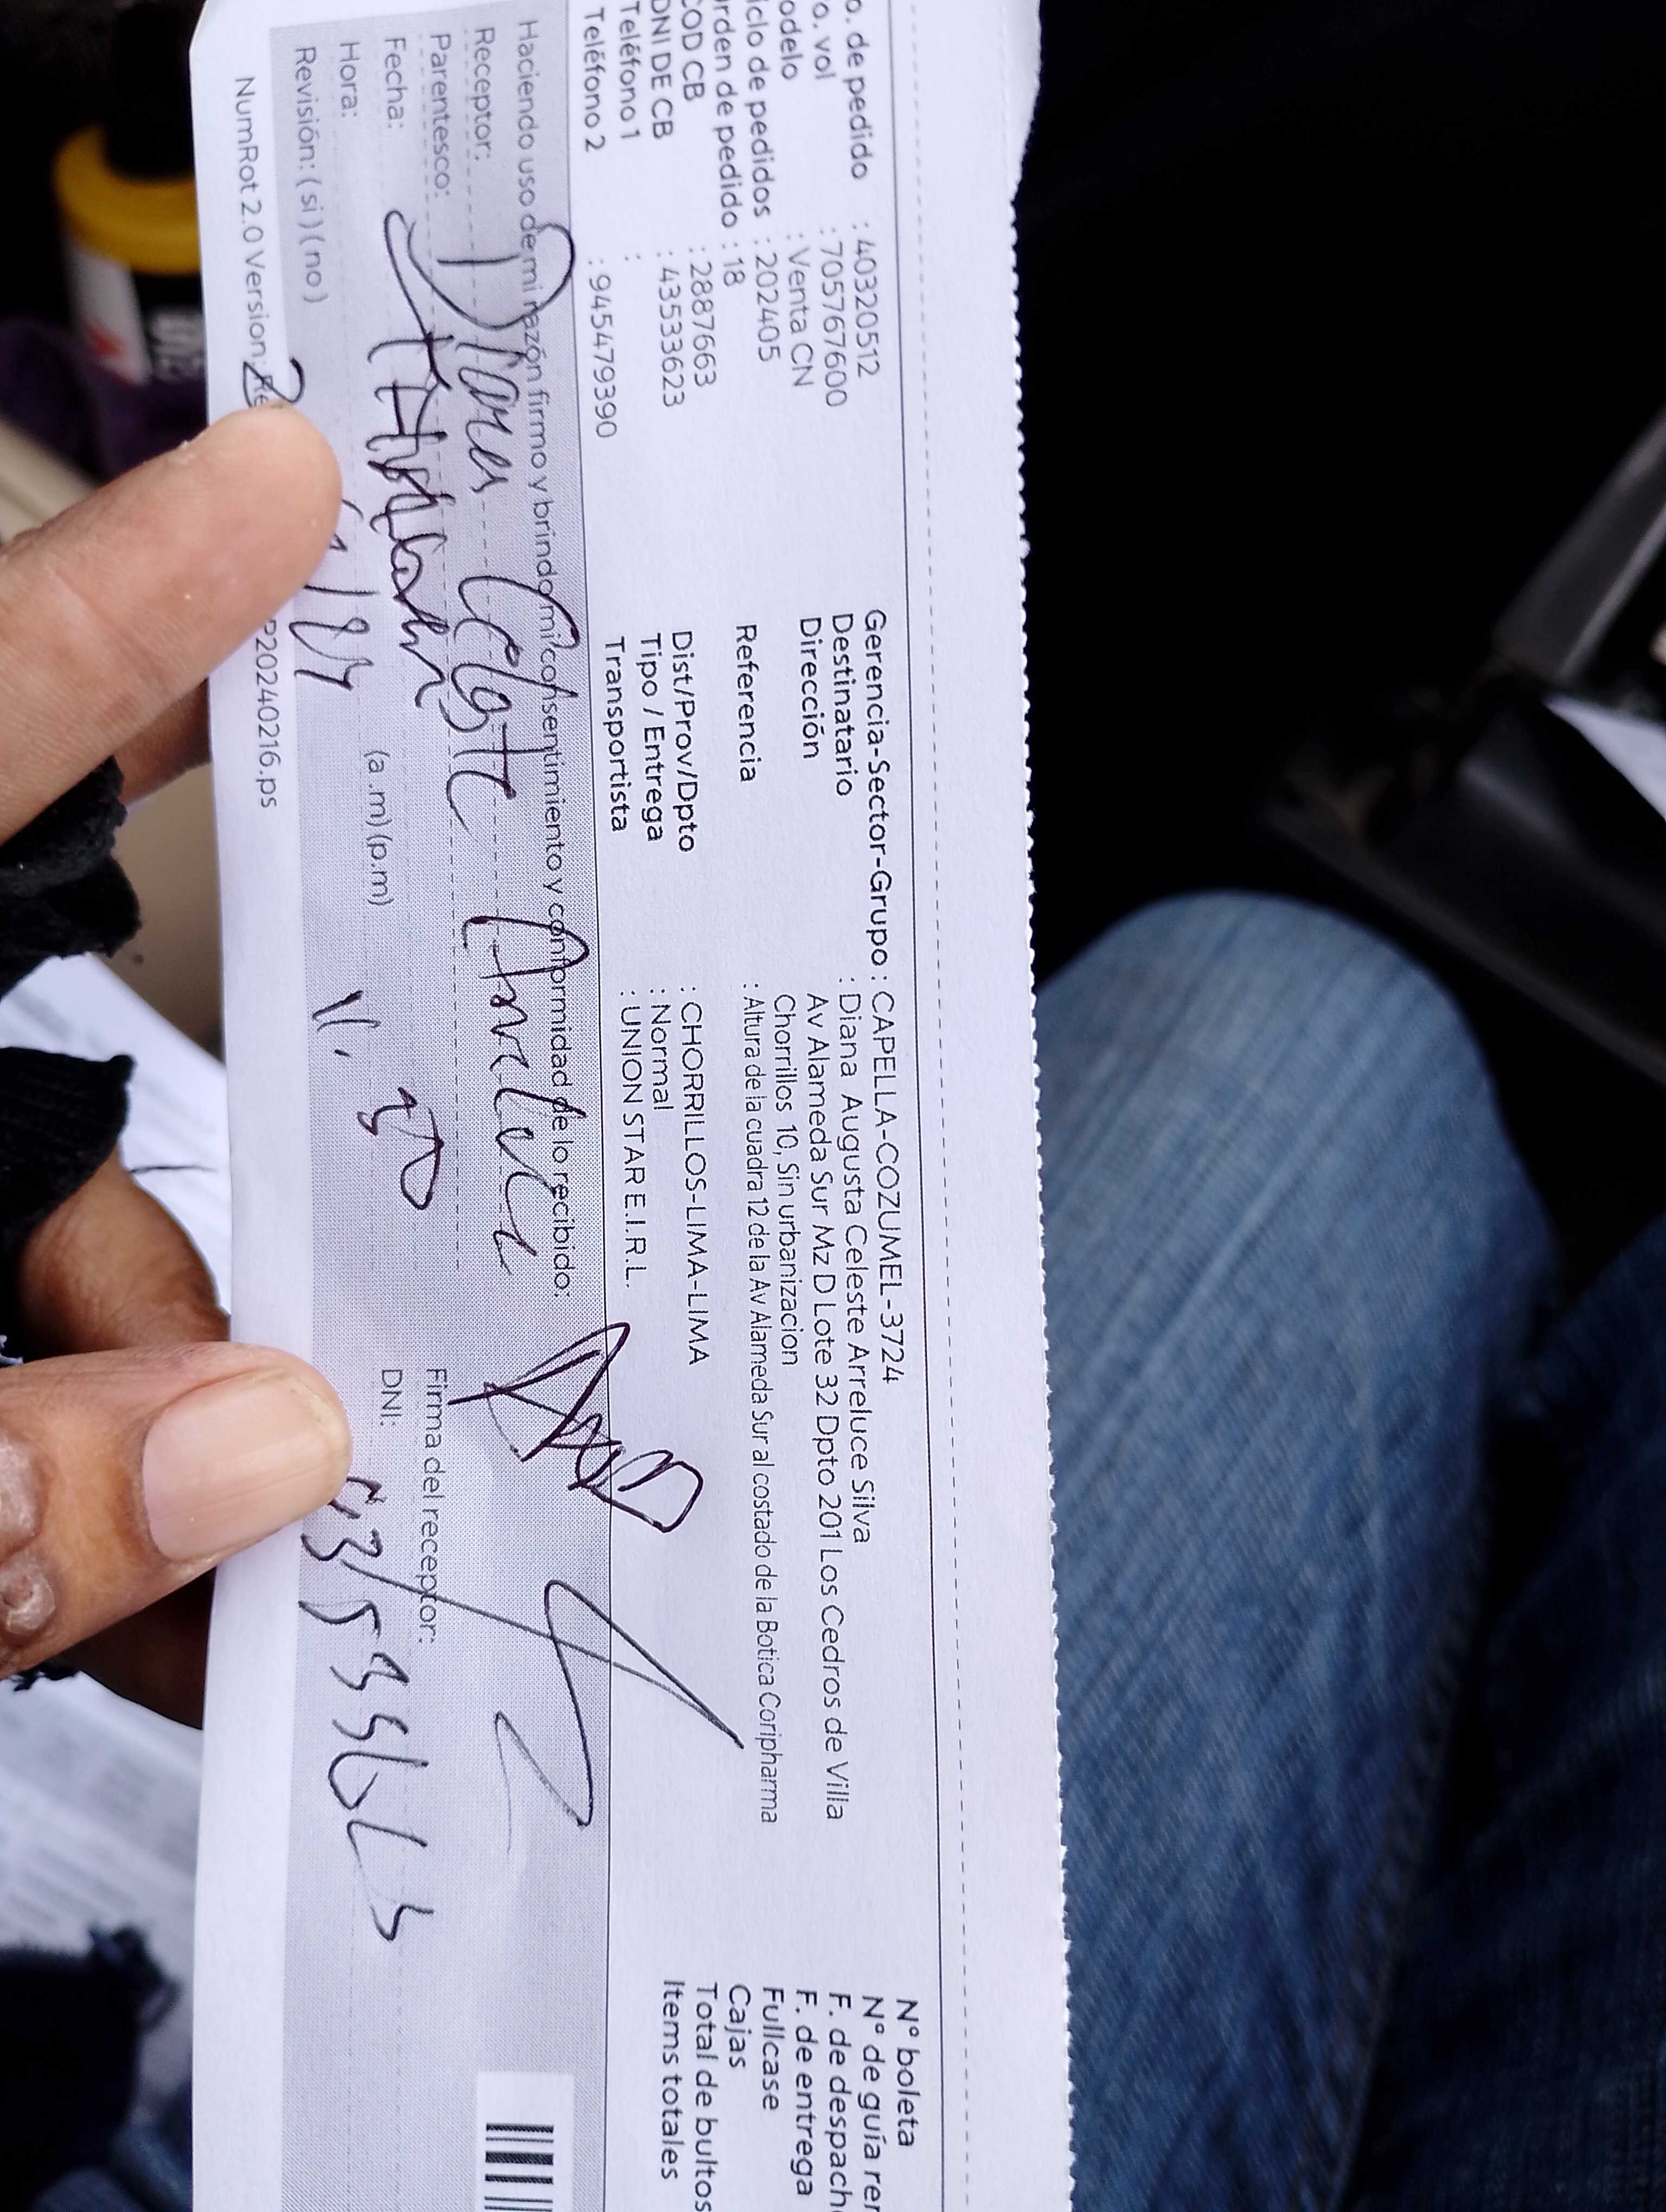 o. de pedido : 403320512
o. vol : 705767600
odelo : Venta CN
iclo de pedidos : 202405
rden de pedido : 18
COD CB : 28876663
DNI DE CB : 43533623
Teléfono 1 :
Teléfono 2 : 945479390
Gerencia-Sector-Grupo : CAPELLA-COZUMEL-3724
Destinatario : Diana Augusta Celeste Arreluce Silva
Dirección Av Alameda Sur Mz D Lote 32 Dpto 201 Los Cedros de Villa
Chorrillos 10, Sin urbanizacion
Referencia : Altura de la cuadra 12 de la Av Alameda Sur al costado de la Botica Coripharma
Dist/Prov/Dpto : CHORRILLOS-LIMA-LIMA
Tipo / Entrega : Normal
Transportista : UNION STAR E.I.R.L.
N° boleta
N° de guía rer
F. de despach
F. de entrega
Fullcase
Cajas
Total de bultos
Items totales
Haciendo uso de mi razón firmo y brindo mi consentimiento y conformidad de lo recibido:
Receptor:
Parentesco:
Fecha:
Hora: (a.m) (p.m)
Revisión: (si) (no)
Firma del receptor:
DNI:
NumRot 2.0 Version P20240216.ps